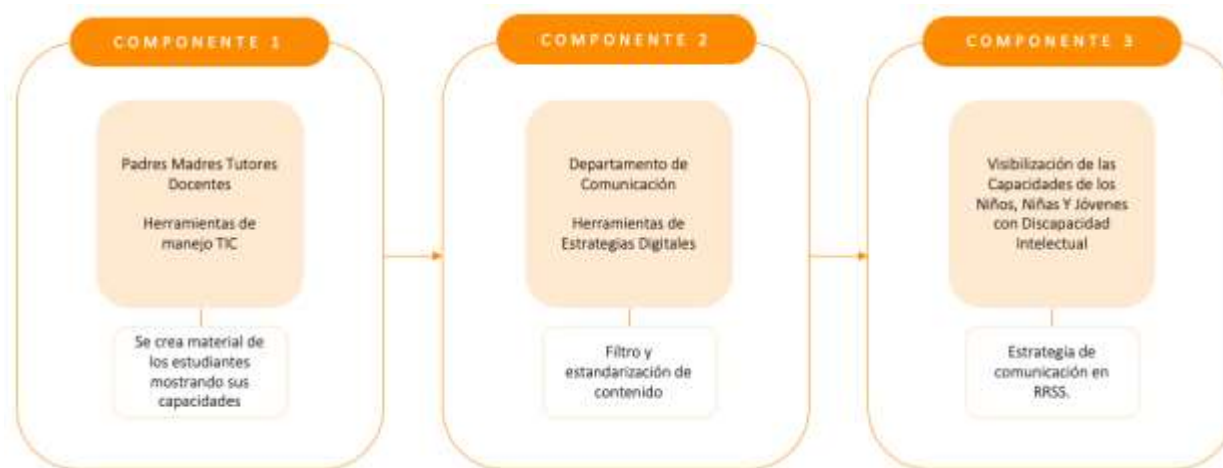 COMPONENTE 1
Padres Madres Tutores
Docentes
Herramientas de
manejo TIC
Se crea material de
los estudiantes
mostrando sus
capacidades
COMPONENTE 2
Departamento de
Comunicación
Herramientas de
Estrategias Digitales
Filtro y
estandarización de
contenido
COMPONENTE 3
Visibilización de las
Capacidades de los
Niños, Niñas Y Jóvenes
con Discapacidad
Intelectual
Estrategia de
comunicación en
RRSS.